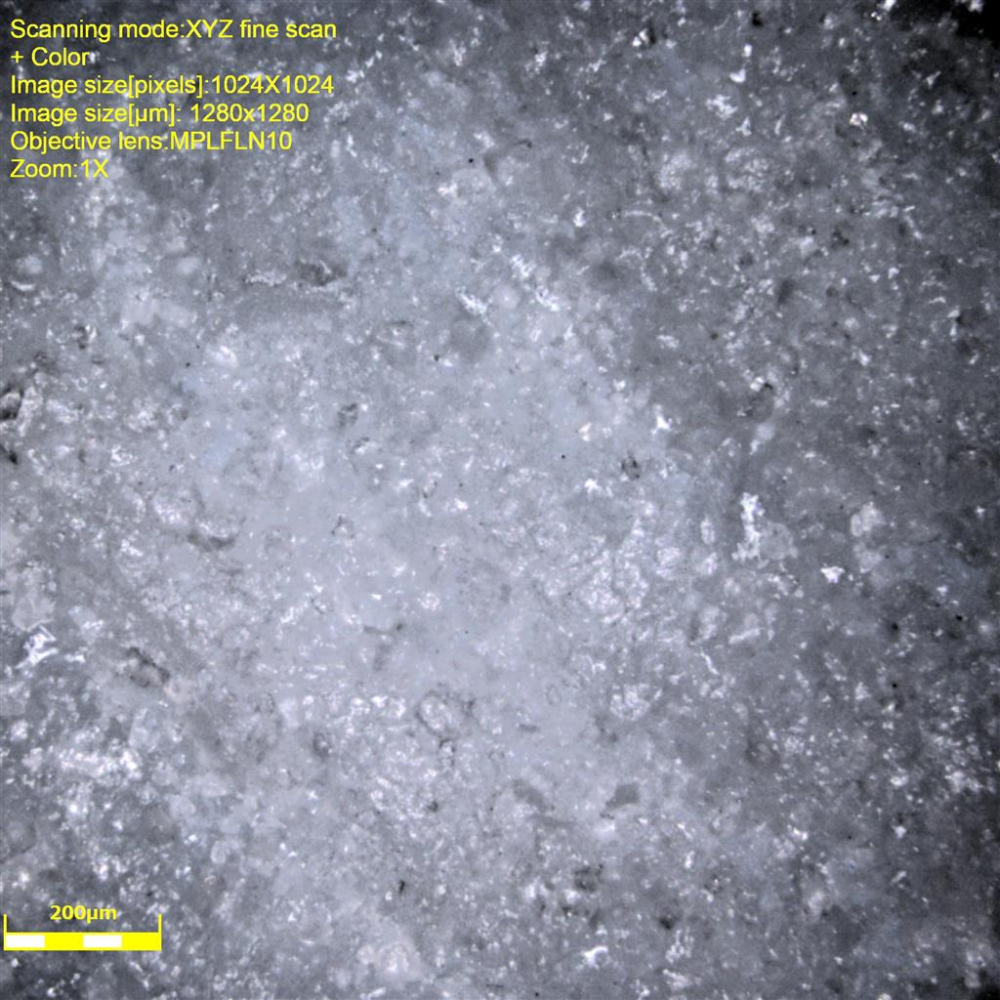 Scanning mode:XYZ fine scan
+ Color
Image size[pixels]:1024X1024
Image size[µm]: 1280x1280
Objective lens:MPLFLN10
Zoom:1X
200µm